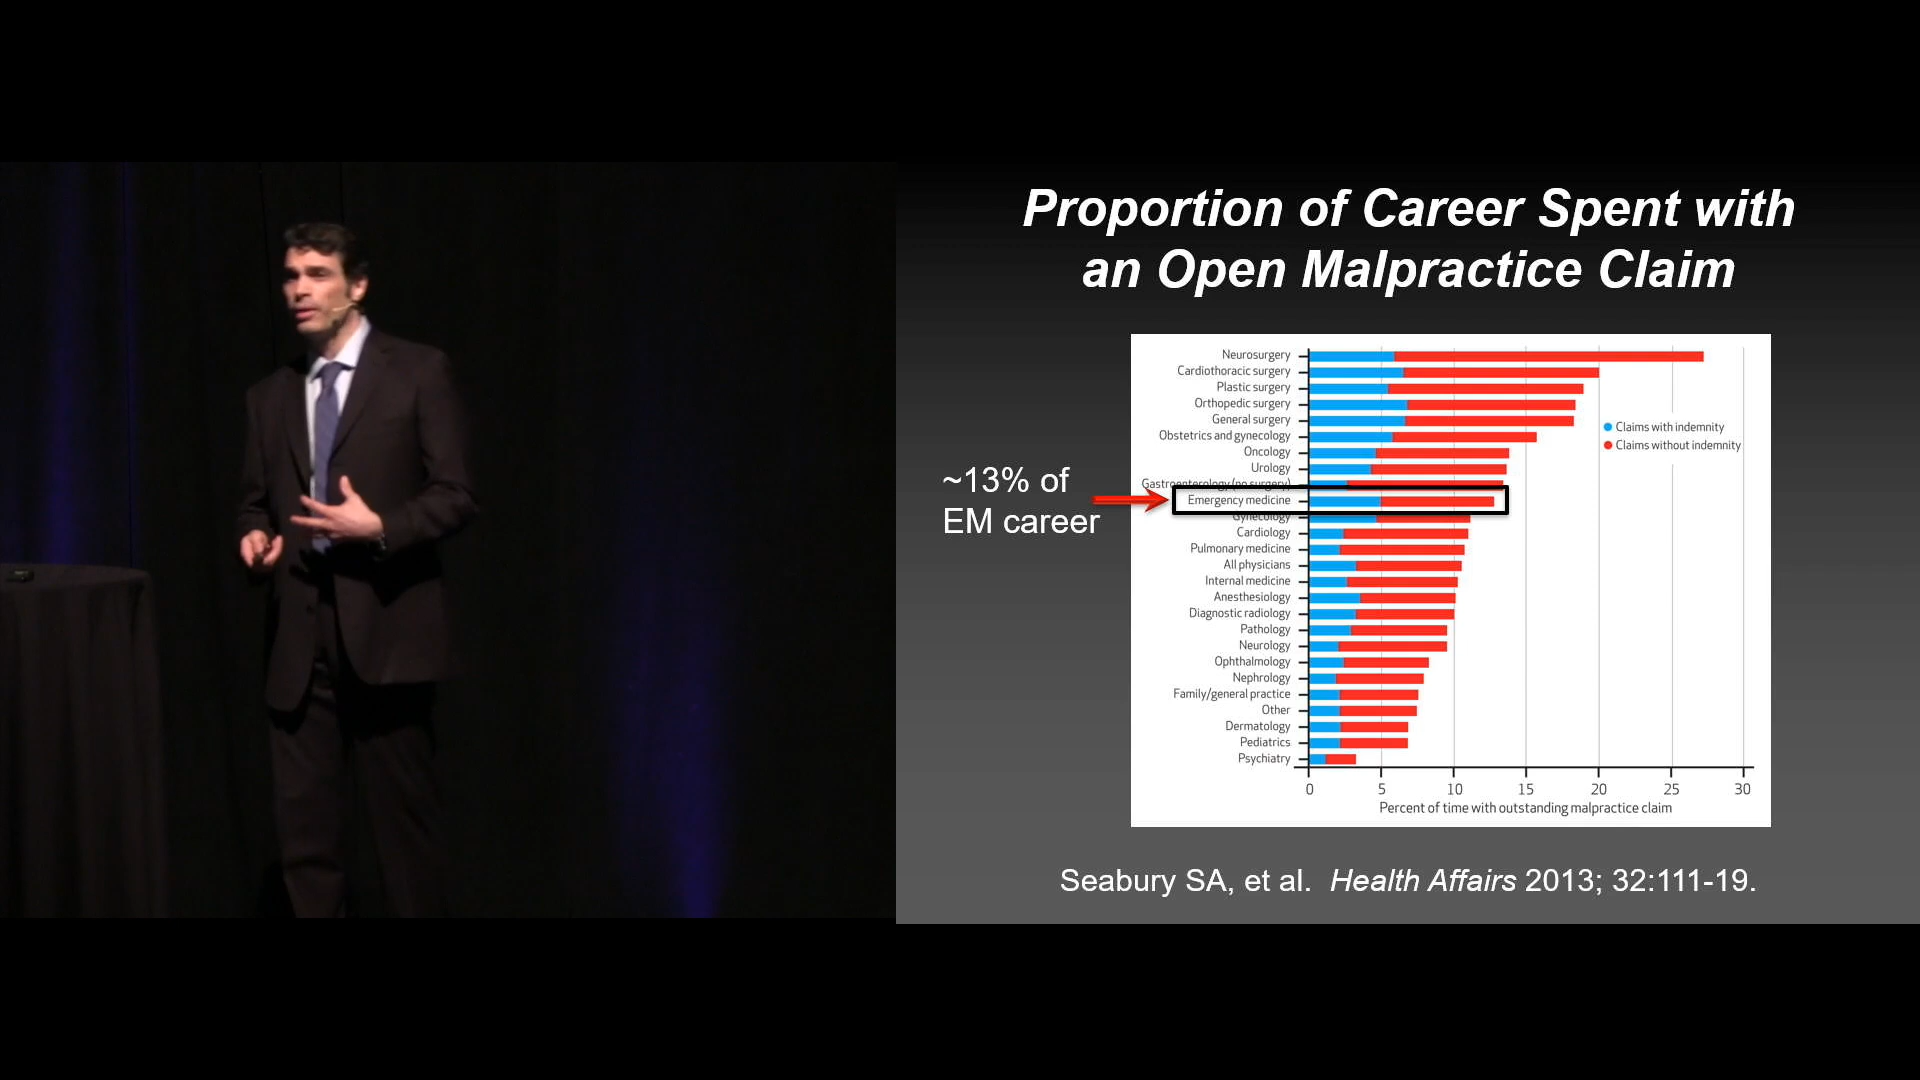 Proportion of Career Spent with
an Open Malpractice Claim
~13% of
EM career
Neurosurgery
Cardiothoracic surgery
Plastic surgery
Orthopedic surgery
General surgery
Obstetrics and gynecology
Oncology
Urology
Gastroenterology (no surgery)
Emergency medicine
Gynecology
Cardiology
Pulmonary medicine
All physicians
Internal medicine
Anesthesiology
Diagnostic radiology
Pathology
Neurology
Ophthalmology
Nephrology
Family/general practice
Other
Dermatology
Pediatrics
Psychiatry
Claims with indemnity
Claims without indemnity
0 5 10 15 20 25 30
Percent of time with outstanding malpractice claim
Seabury SA, et al. Health Affairs 2013; 32:111-19.